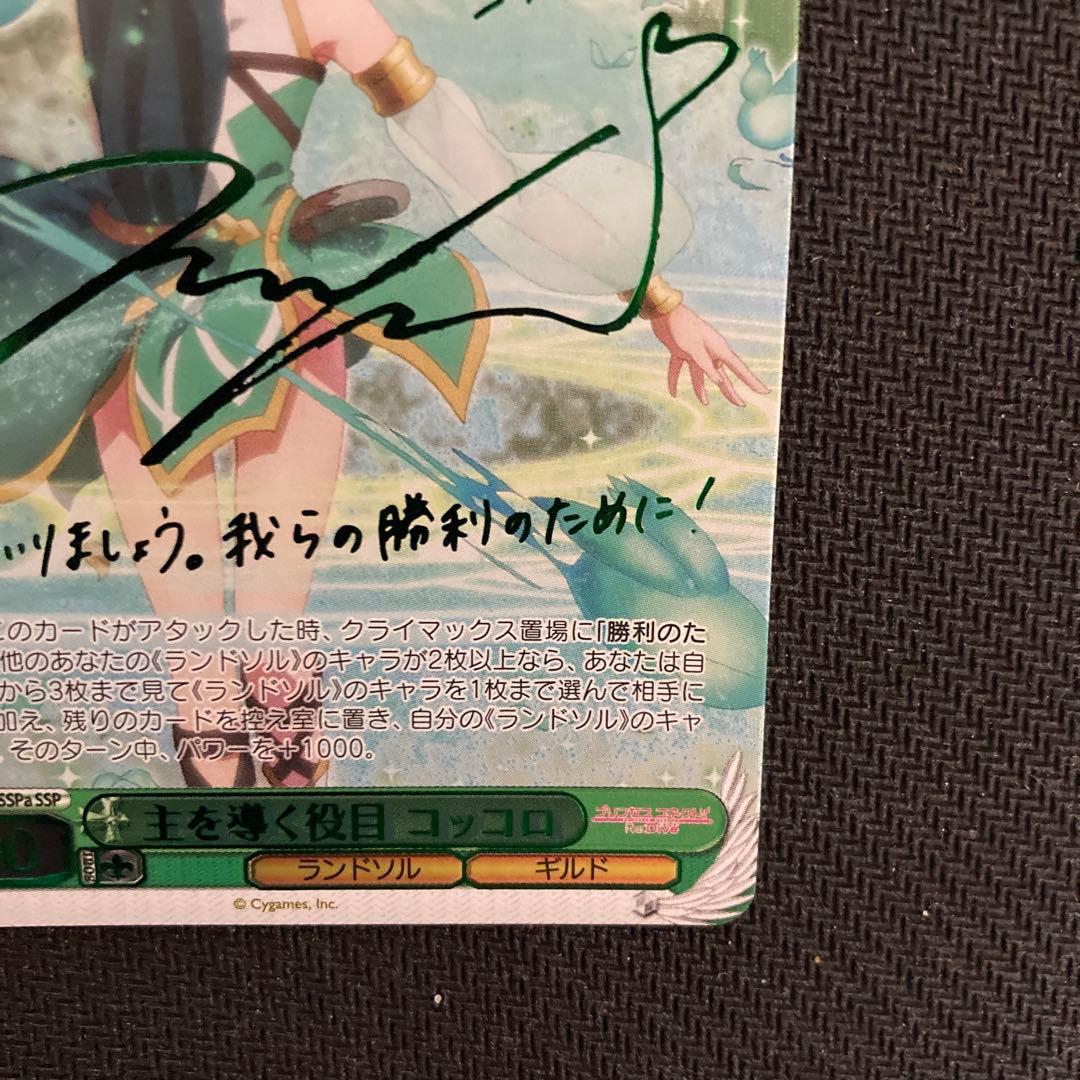 いりましょう。我らの勝利のために!
このカードがアタックした時、クライマックス置場に「勝利のた
他のあなたの《ランドソル》のキャラが2枚以上なら、あなたは自
から3枚まで見て《ランドソル》のキャラを1枚まで選んで相手に
加え、残りのカードを控え室に置き、自分の《ランドソル》のキャ
、そのターン中、パワーを+1000。
SSPa SSP
主を導く役目 コッコロ
プリンセスコネクト!
Re:DIVE
0
SOUL
ランドソル
ギルド
© Cygames, Inc.